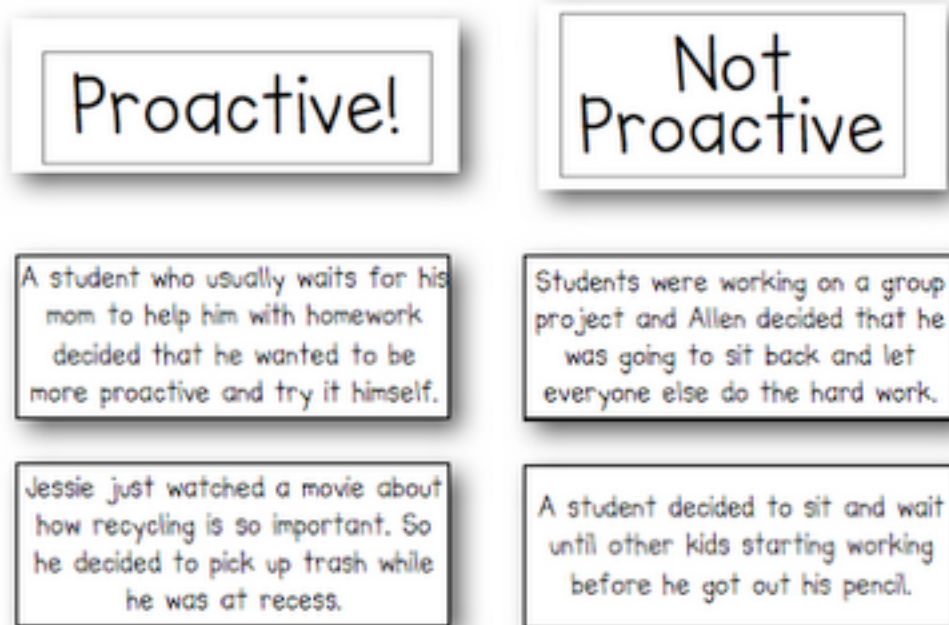 Proactive!
Not
Proactive
A student who usually waits for his
mom to help him with homework
decided that he wanted to be
more proactive and try it himself.
Students were working on a group
project and Allen decided that he
was going to sit back and let
everyone else do the hard work.
Jessie just watched a movie about
how recycling is so important. So
he decided to pick up trash while
he was at recess.
A student decided to sit and wait
until other kids starting working
before he got out his pencil.